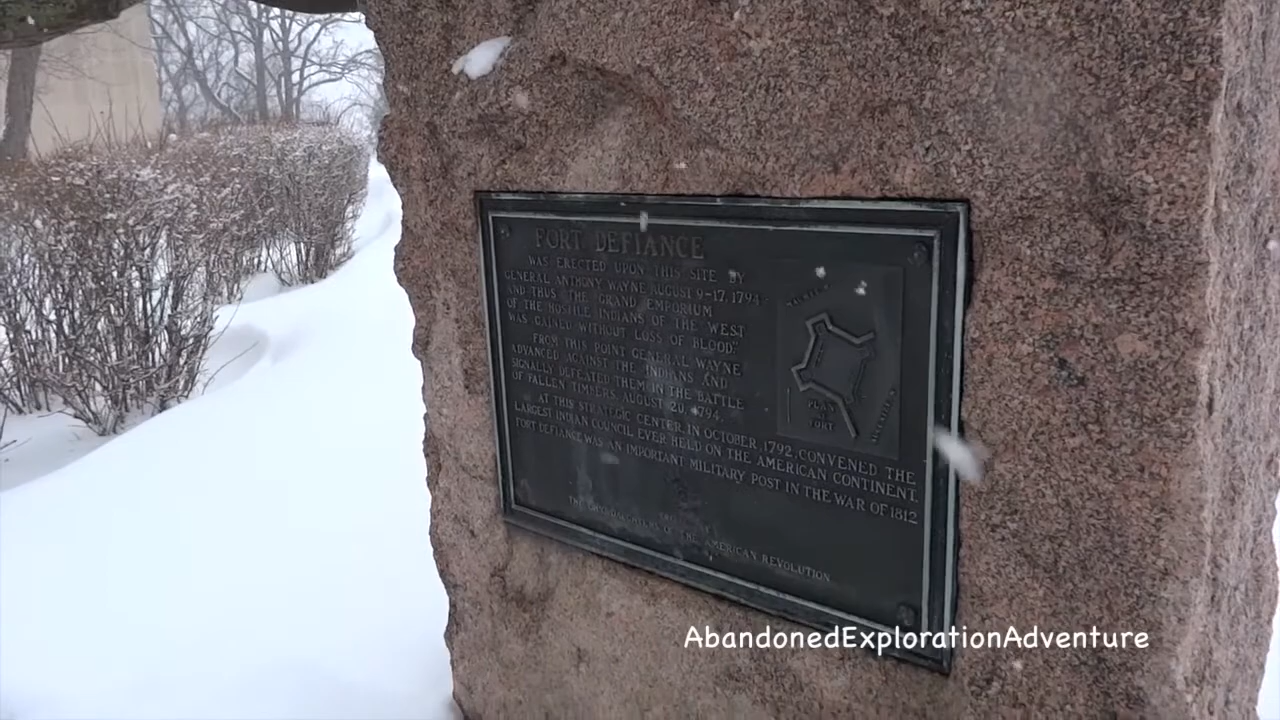 FORT DEFIANCE
WAS ERECTED UPON THIS SITE BY
GENERAL ANTHONY WAYNE AUGUST 9-17, 1794
AND THUS "THE GRAND EMPORIUM
OF THE HOSTILE INDIANS OF THE WEST
WAS GAINED WITHOUT LOSS OF BLOOD."
FROM THIS POINT GENERAL WAYNE
ADVANCED AGAINST THE INDIANS AND
SIGNALLY DEFEATED THEM IN THE BATTLE
OF FALLEN TIMBERS, AUGUST 20, 1794.
AT THIS STRATEGIC CENTER, IN OCTOBER, 1792, CONVENED THE
LARGEST INDIAN COUNCIL EVER HELD ON THE AMERICAN CONTINENT.
FORT DEFIANCE WAS AN IMPORTANT MILITARY POST IN THE WAR OF 1812
PLAN
OF
FORT
THE DAUGHTERS OF THE AMERICAN REVOLUTION
AbandonedExplorationAdventure